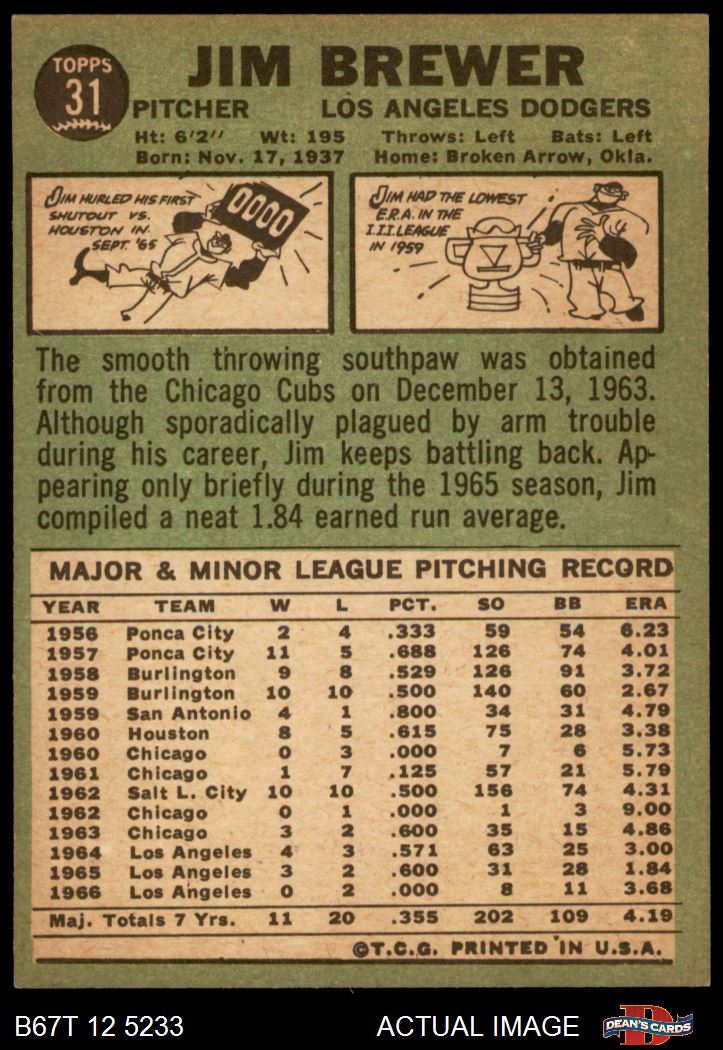 TOPPS
31
JIM BREWER
PITCHER LOS ANGELES DODGERS
Ht: 6'2" Wt: 195 Throws: Left Bats: Left
Born: Nov. 17, 1937 Home: Broken Arrow, Okla.
JIM HURLED HIS FIRST
SHUTOUT VS.
HOUSTON IN
SEPT. '65
0000
JIM HAD THE LOWEST
E.R.A. IN THE
I.I.I. LEAGUE
IN 1959
The smooth throwing southpaw was obtained
from the Chicago Cubs on December 13, 1963.
Although sporadically plagued by arm trouble
during his career, Jim keeps battling back. Ap-
pearing only briefly during the 1965 season, Jim
compiled a neat 1.84 earned run average.
MAJOR & MINOR LEAGUE PITCHING RECORD
YEAR TEAM W L PCT. SO BB ERA
1956 Ponca City 2 4 .333 59 54 6.23
1957 Ponca City 11 5 .688 126 74 4.01
1958 Burlington 9 8 .529 126 91 3.72
1959 Burlington 10 10 .500 140 60 2.67
1959 San Antonio 4 1 .800 34 31 4.79
1960 Houston 8 5 .615 75 28 3.38
1960 Chicago 0 3 .000 7 6 5.73
1961 Chicago 1 7 .125 57 21 5.79
1962 Salt L. City 10 10 .500 156 74 4.31
1962 Chicago 0 1 .000 1 3 9.00
1963 Chicago 3 2 .600 35 15 4.86
1964 Los Angeles 4 3 .571 63 25 3.00
1965 Los Angeles 3 2 .600 31 28 1.84
1966 Los Angeles 0 2 .000 8 11 3.68
Maj. Totals 7 Yrs. 11 20 .355 202 109 4.19
©T.C.G. PRINTED IN U.S.A.
B67T 12 5233 ACTUAL IMAGE
D
DEAN'S CARDS